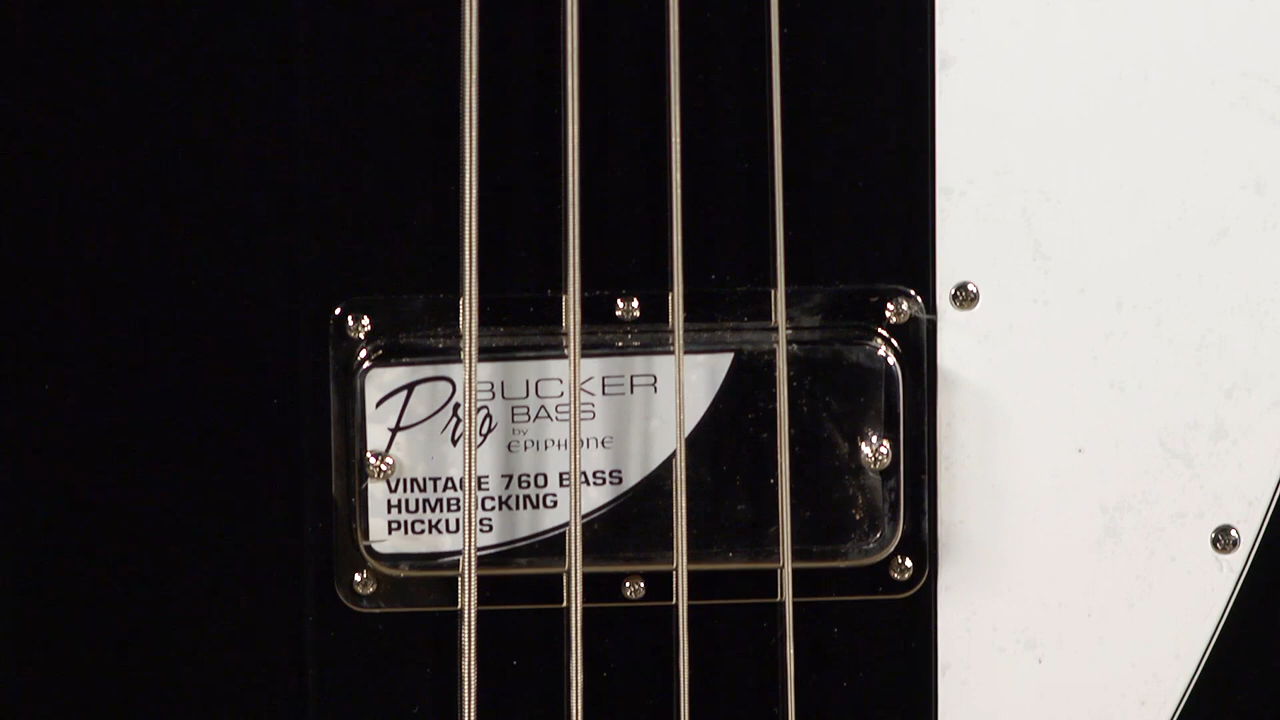 Pro BUCKER
BASS
by
EPIPHONE
VINTAGE 760 BASS
HUMBUCKING
PICKUPS